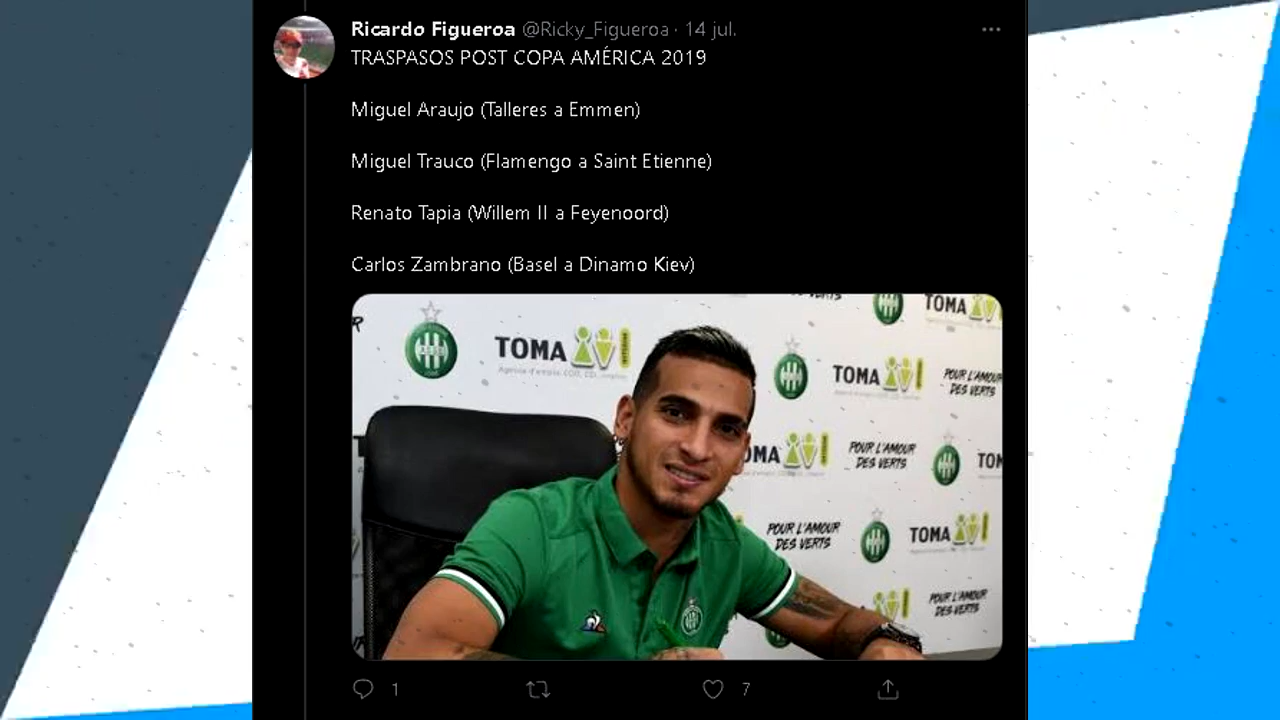 Ricardo Figueroa @Ricky_Figueroa · 14 jul.
TRASPASOS POST COPA AMÉRICA 2019
Miguel Araujo (Talleres a Emmen)
Miguel Trauco (Flamengo a Saint Etienne)
Renato Tapia (Willem II a Feyenoord)
Carlos Zambrano (Basel a Dinamo Kiev)
TOMA
TOMA
TOMA
POUR L'AMOUR
DES VERTS
POUR L'AMOUR
DES VERTS
POUR L'AMOUR
DES VERTS
TOMA
POUR L'AMOUR
DES VERTS
1
7